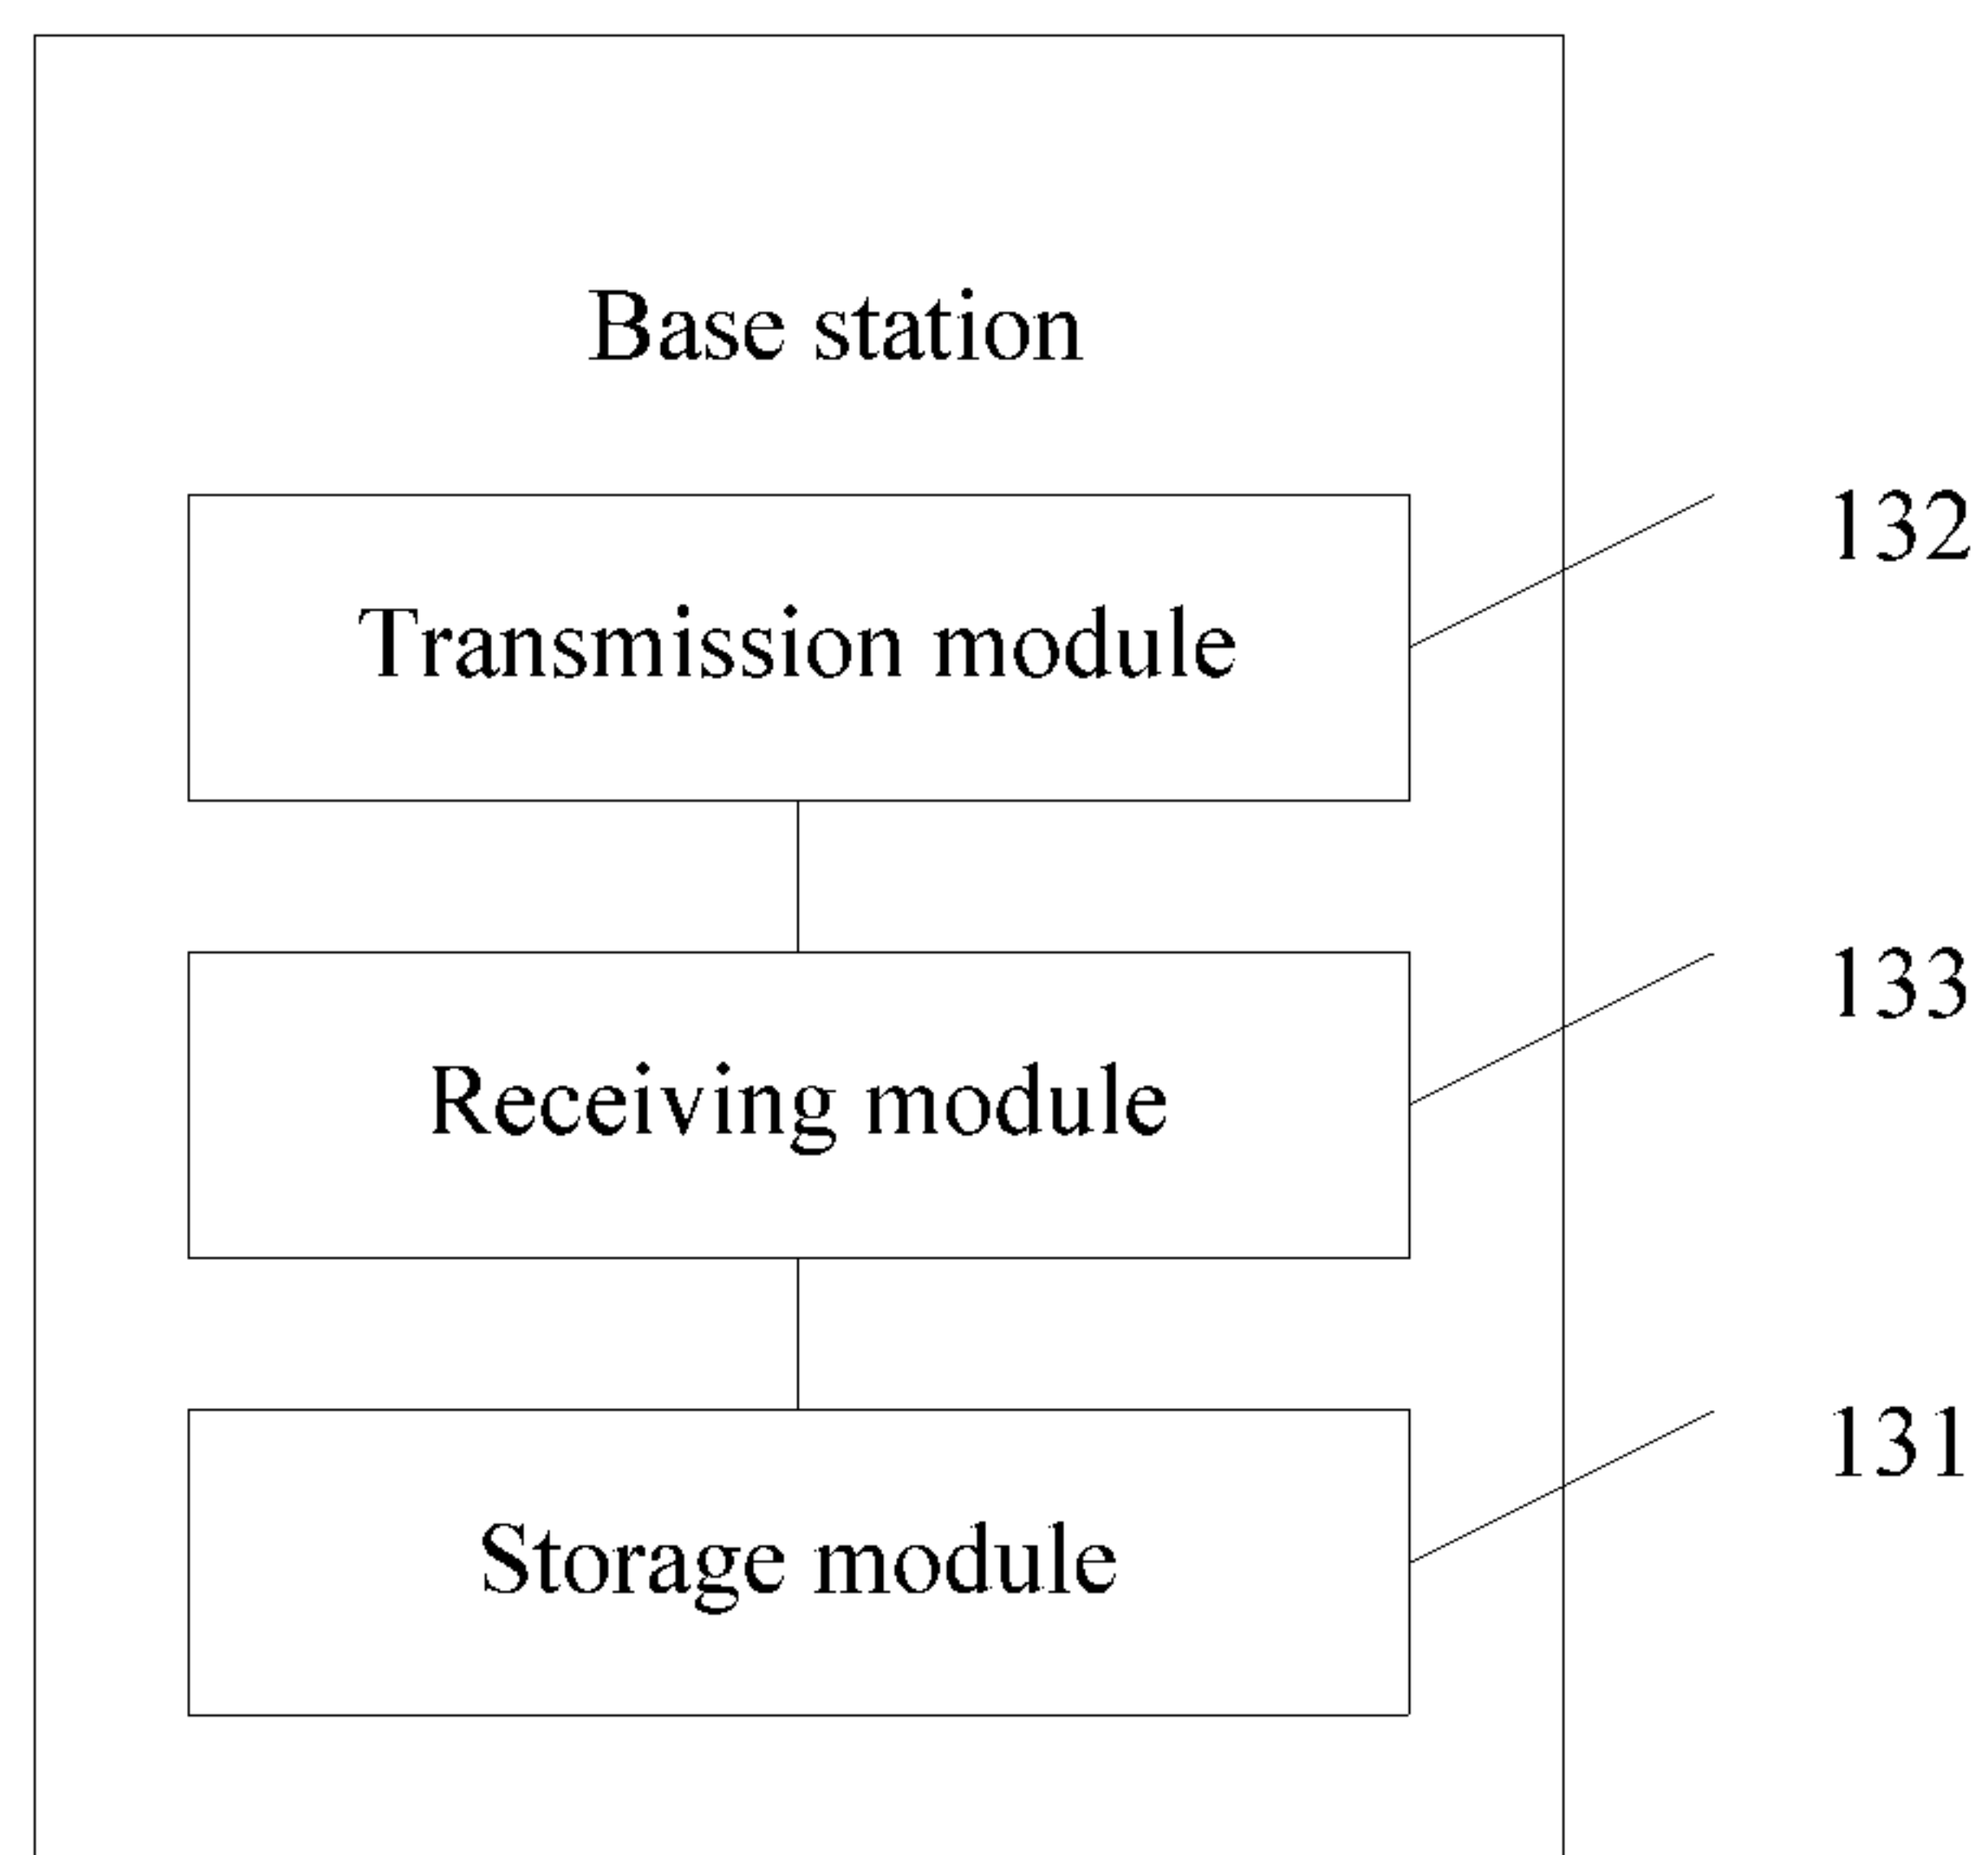 Base station
132
Transmission module
133
Receiving module
131
Storage module